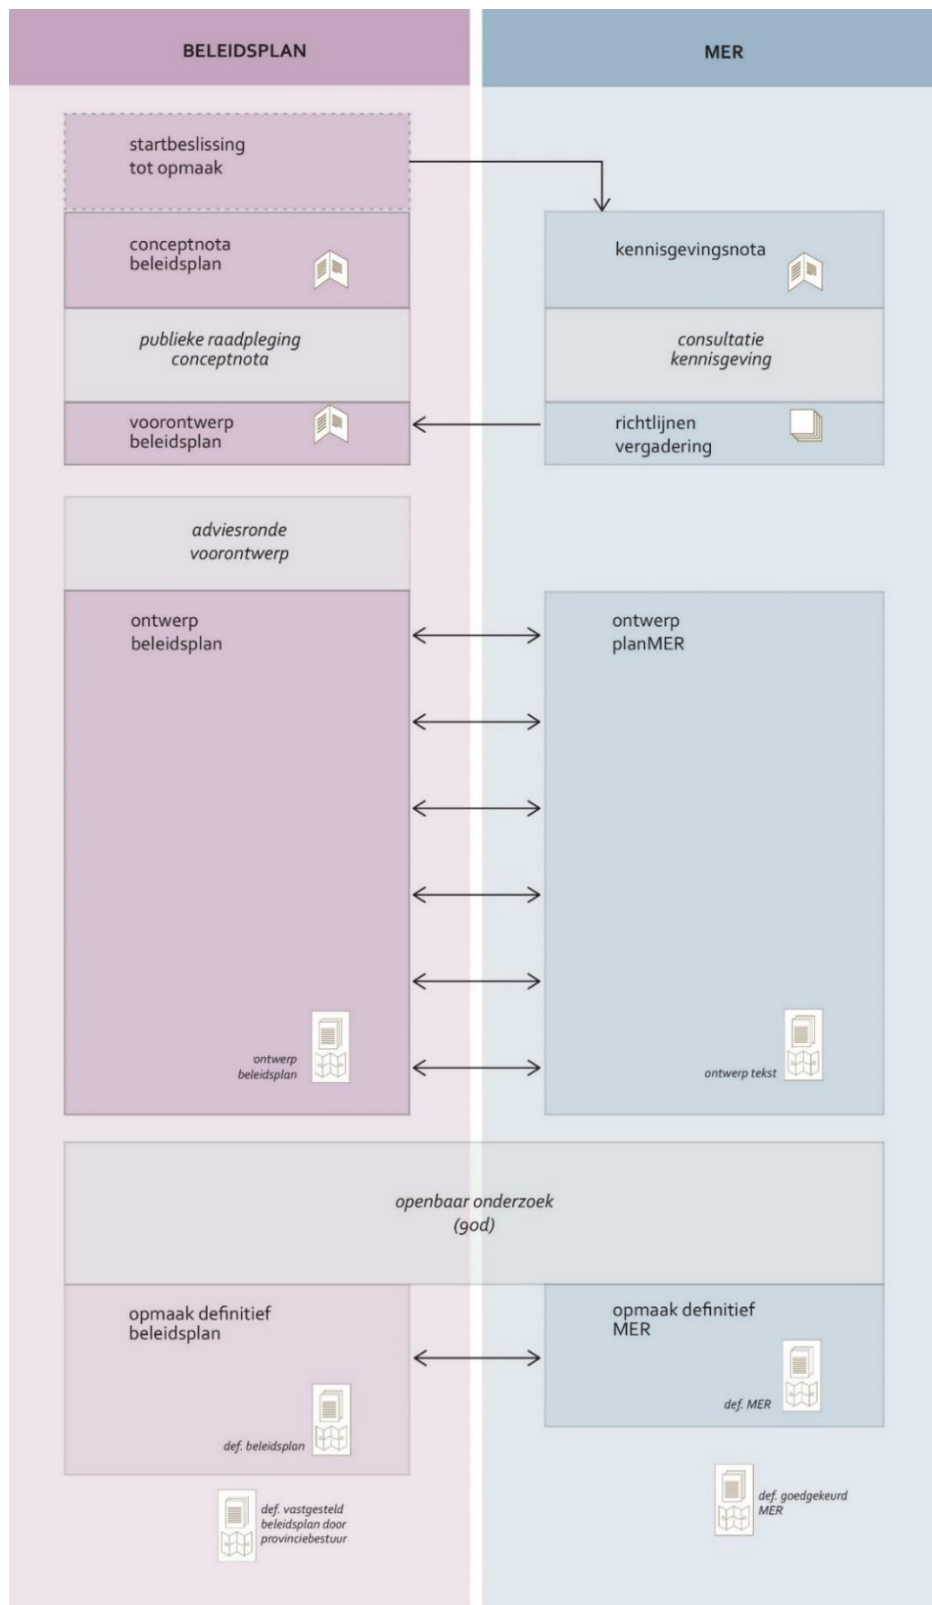 BELEIDSPLAN
MER
startbeslissing
tot opmaak
conceptnota
beleidsplan
kennisgevingsnota
publieke raadpleging
conceptnota
consultatie
kennisgeving
voorontwerp
beleidsplan
richtlijnen
vergadering
adviesronde
voorontwerp
ontwerp
beleidsplan
ontwerp
planMER
ontwerp
beleidsplan
ontwerp tekst
openbaar onderzoek
(90d)
opmaak definitief
beleidsplan
opmaak definitief
MER
def. MER
def. beleidsplan
def. vastgesteld
beleidsplan door
provinciebestuur
def. goedgekeurd
MER